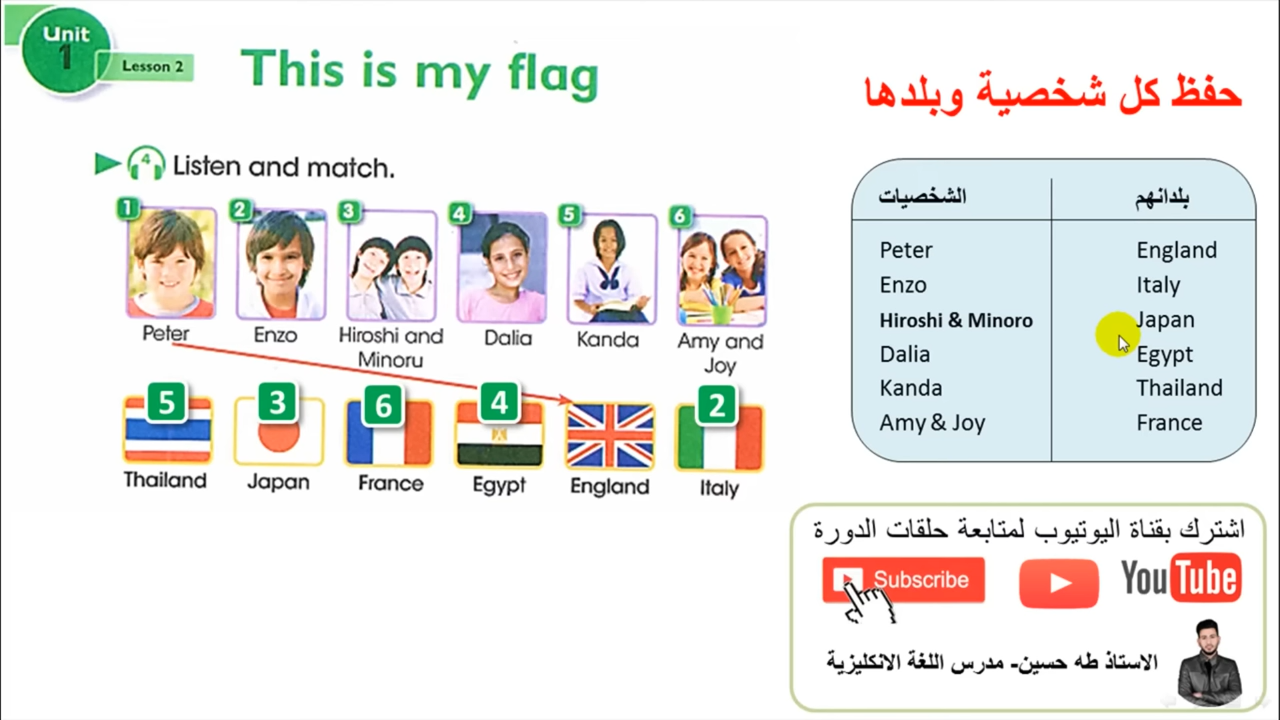 Unit
1
Lesson 2
This is my flag
4 Listen and match.
1 2 3 4 5 6
Peter Enzo Hiroshi and Minoru Dalia Kanda Amy and Joy
5 3 6 4 2
Thailand Japan France Egypt England Italy
حفظ كل شخصية وبلدها
الشخصيات بلدانهم
Peter England
Enzo Italy
Hiroshi & Minoro Japan
Dalia Egypt
Kanda Thailand
Amy & Joy France
اشترك بقناة اليوتيوب لمتابعة حلقات الدورة
Subscribe YouTube
الاستاذ طه حسين- مدرس اللغة الانكليزية